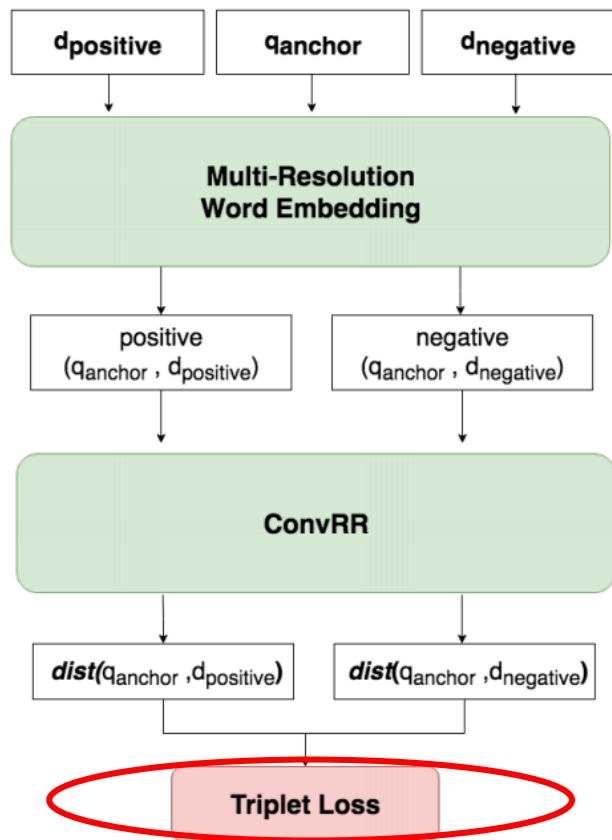 dpositive
qanchor
dnegative
Multi-Resolution
Word Embedding
positive
(qanchor , dpositive)
negative
(qanchor , dnegative)
ConvRR
dist(qanchor ,dpositive)
dist(qanchor ,dnegative)
Triplet Loss